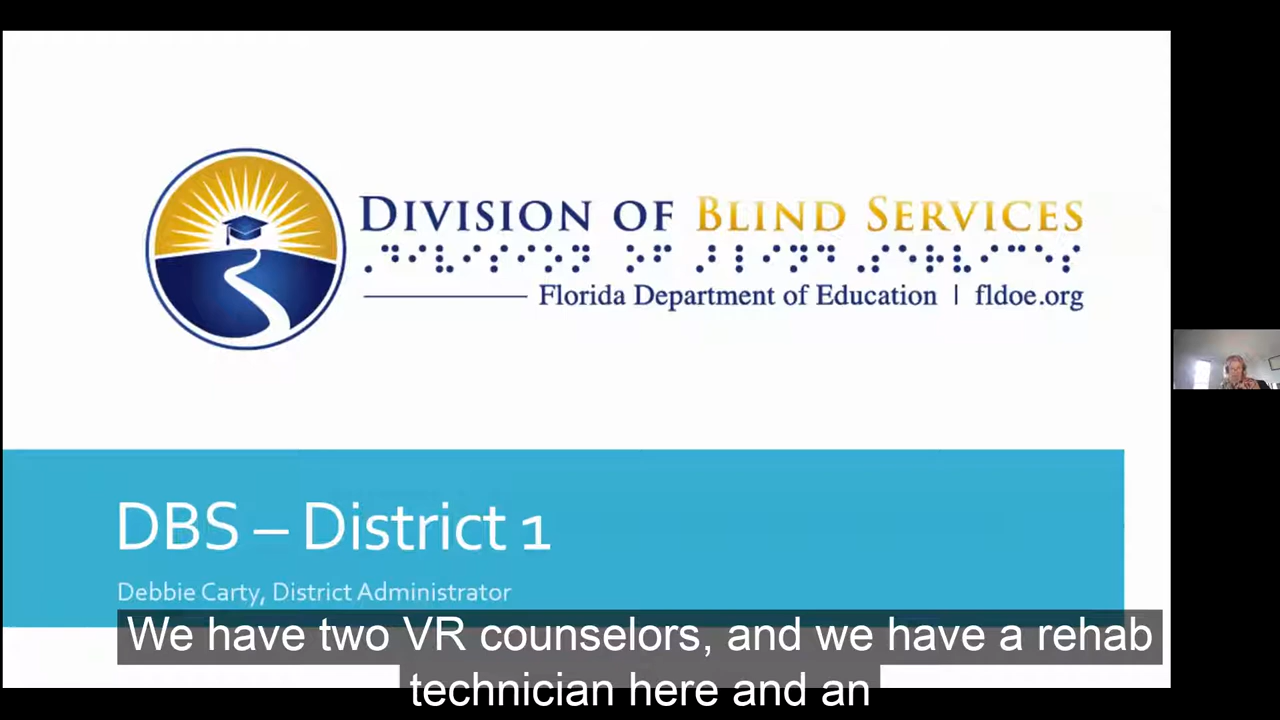 DIVISION OF BLIND SERVICES
⠠⠙⠊⠧⠊⠎⠊⠕⠝ ⠕⠋ ⠠⠃⠇⠊⠝⠙ ⠠⠎⠑⠗⠧⠊⠉⠑⠎
Florida Department of Education | fldoe.org
DBS – District 1
Debbie Carty, District Administrator
We have two VR counselors, and we have a rehab
technician here and an